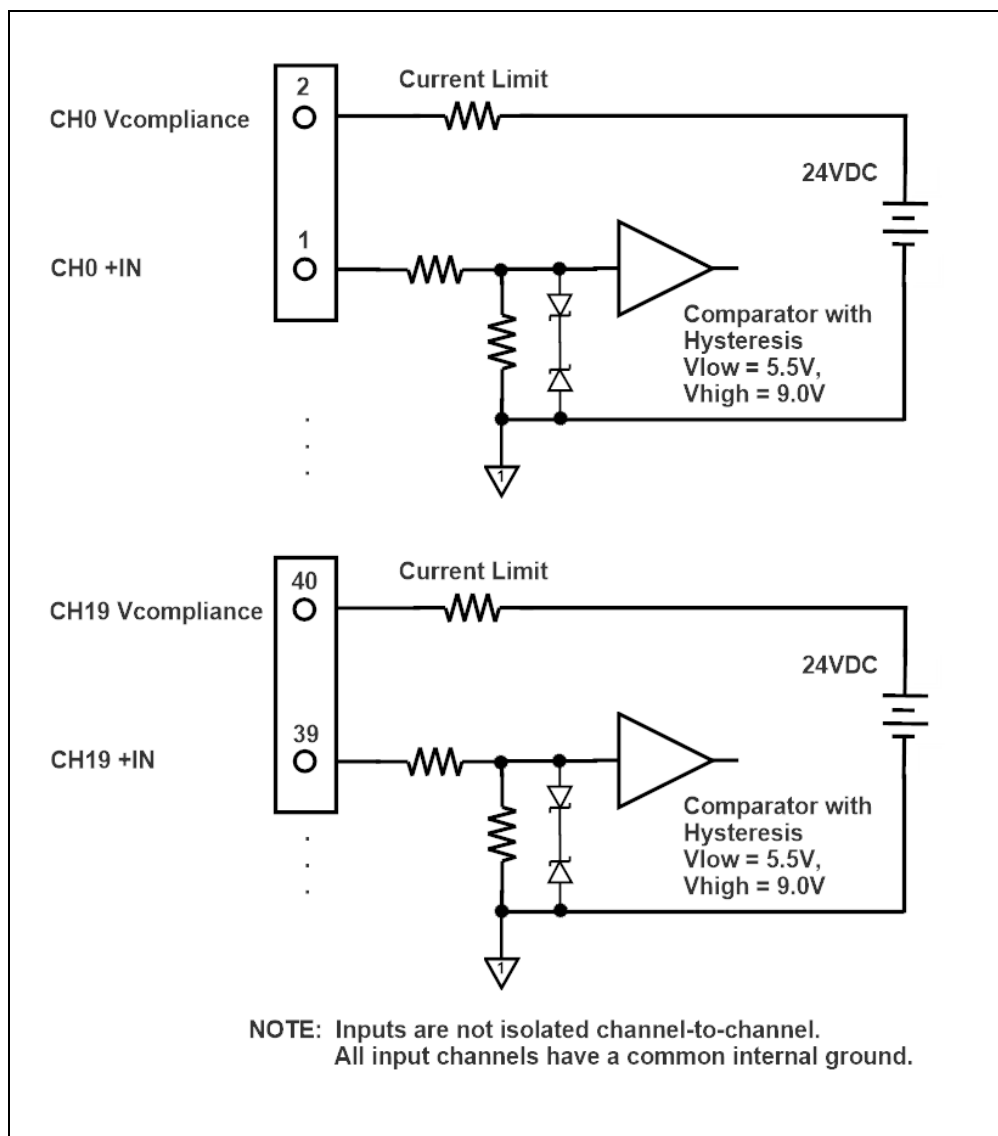 2
Current Limit
CH0 Vcompliance
24VDC
1
CH0 +IN
Comparator with
Hysteresis
Vlow = 5.5V,
Vhigh = 9.0V
.
.
.
1
40
Current Limit
CH19 Vcompliance
24VDC
39
CH19 +IN
Comparator with
Hysteresis
Vlow = 5.5V,
Vhigh = 9.0V
.
.
.
1
NOTE: Inputs are not isolated channel-to-channel.
All input channels have a common internal ground.